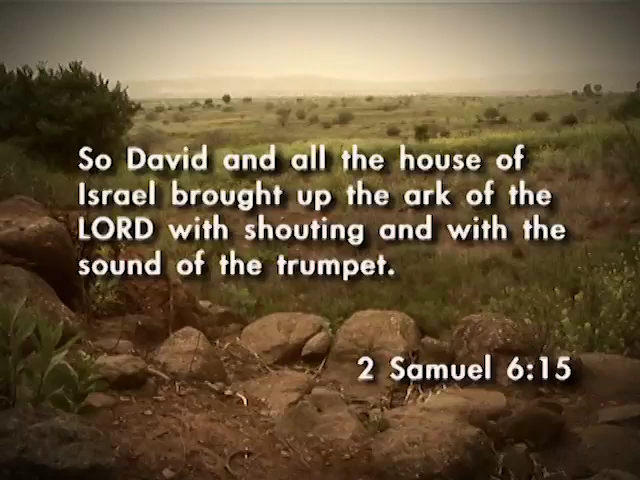 So David and all the house of
Israel brought up the ark of the
LORD with shouting and with the
sound of the trumpet.
2 Samuel 6:15